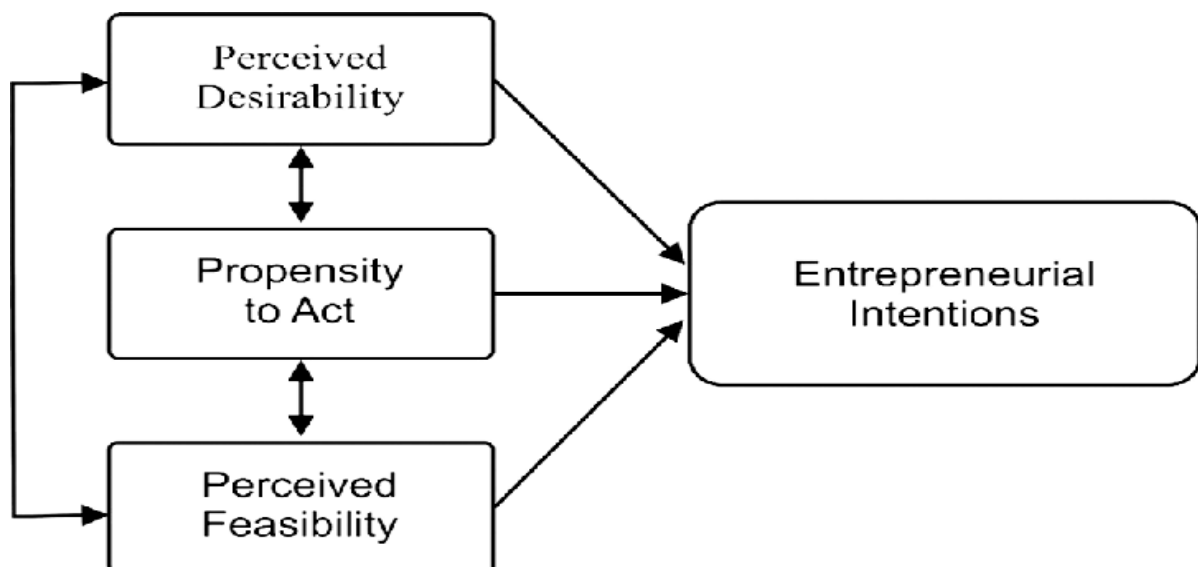 Perceived
Desirability
Propensity
to Act
Entrepreneurial
Intentions
Perceived
Feasibility